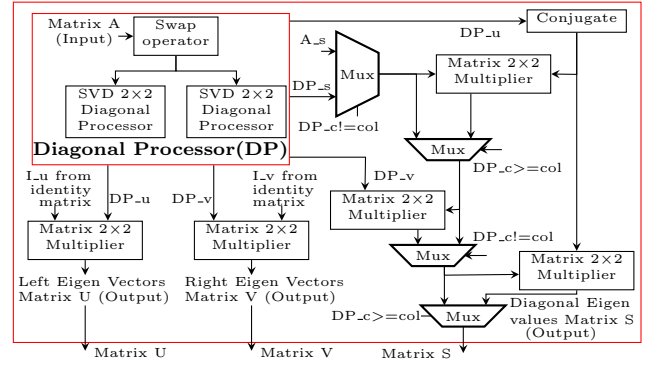 Matrix A
(Input)
Swap
operator
SVD 2×2
Diagonal
Processor
SVD 2×2
Diagonal
Processor
Diagonal Processor(DP)
DP_u
Conjugate
A_s
DP_s
Mux
DP_c!=col
Matrix 2×2
Multiplier
Mux
DP_c>=col
I_u from
identity
matrix
DP_u
DP_v
I_v from
identity
matrix
DP_v
Matrix 2×2
Multiplier
Matrix 2×2
Multiplier
Matrix 2×2
Multiplier
DP_c!=col
Mux
Matrix 2×2
Multiplier
Left Eigen Vectors
Matrix U (Output)
Right Eigen Vectors
Matrix V (Output)
DP_c>=col
Mux
Diagonal Eigen
values Matrix S
(Output)
Matrix U
Matrix V
Matrix S